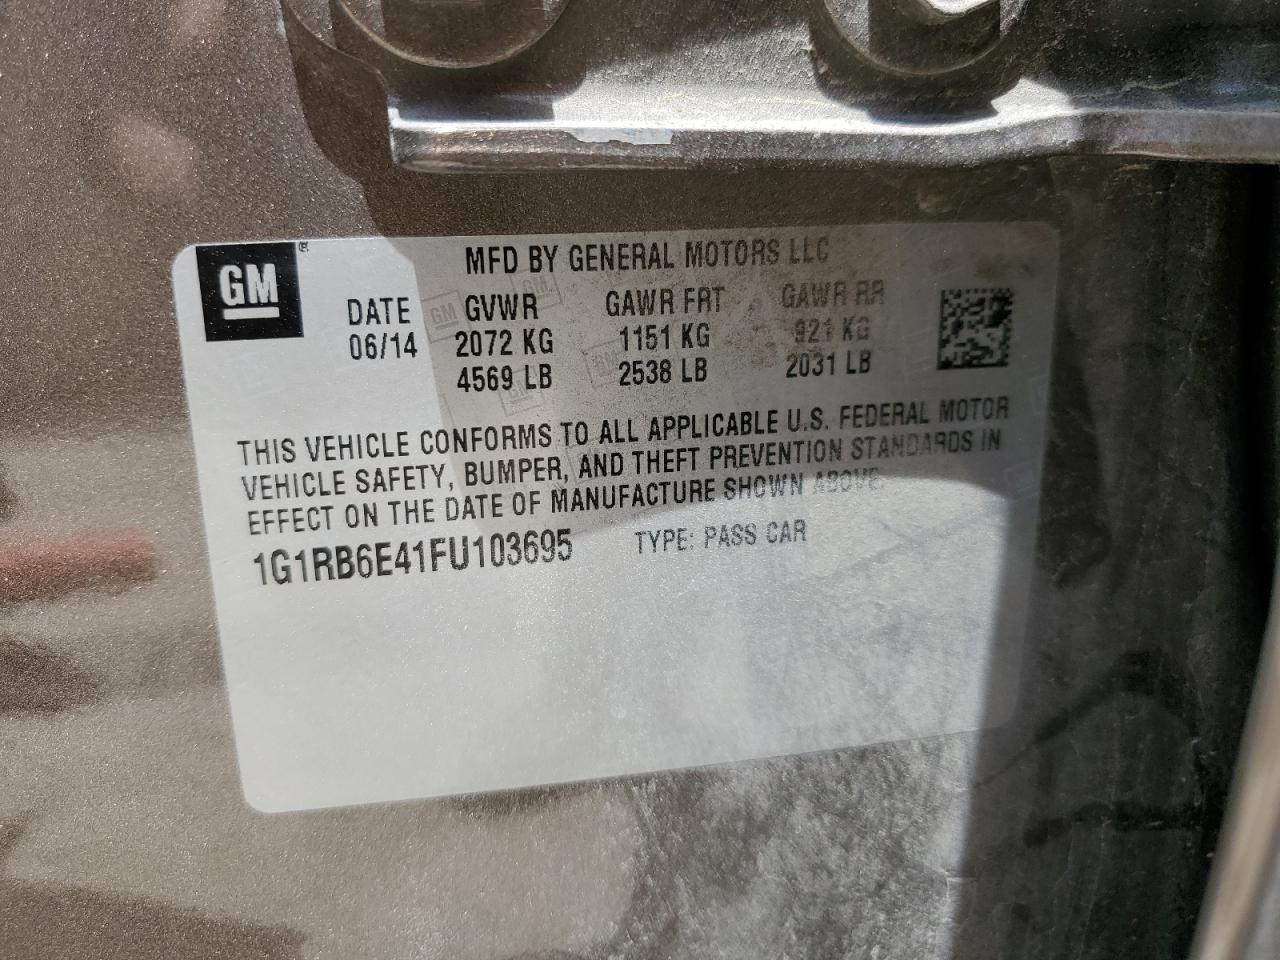 GM
MFD BY GENERAL MOTORS LLC
DATE GVWR GAWR FRT GAWR RR
06/14 2072 KG 1151 KG 921 KG
4569 LB 2538 LB 2031 LB
THIS VEHICLE CONFORMS TO ALL APPLICABLE U.S. FEDERAL MOTOR
VEHICLE SAFETY, BUMPER, AND THEFT PREVENTION STANDARDS IN
EFFECT ON THE DATE OF MANUFACTURE SHOWN ABOVE.
1G1RB6E41FU103695 TYPE: PASS CAR